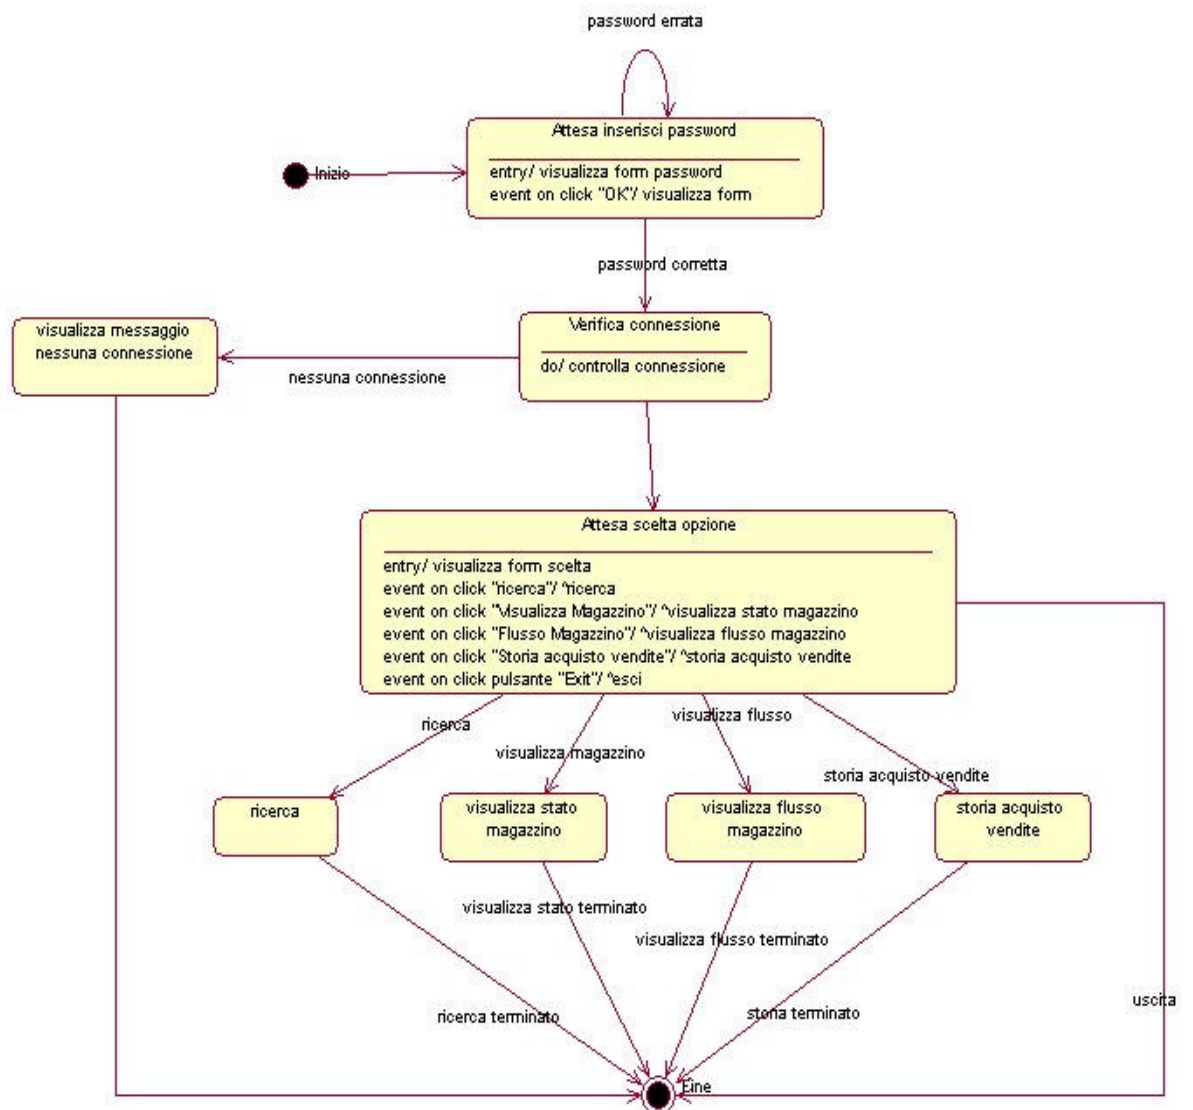 password errata
Attesa inserisci password
Inizio
entry/ visualizza form password
event on click "OK"/ visualizza form
password corretta
visualizza messaggio
nessuna connessione
Verifica connessione
do/ controlla connessione
nessuna connessione
Attesa scelta opzione
entry/ visualizza form scelta
event on click "ricerca"/ ^ricerca
event on click "Visualizza Magazzino"/ ^visualizza stato magazzino
event on click "Flusso Magazzino"/ ^visualizza flusso magazzino
event on click "Storia acquisto vendite"/ ^storia acquisto vendite
event on click pulsante "Exit"/ ^esci
ricerca
visualizza magazzino
visualizza flusso
storia acquisto vendite
ricerca
visualizza stato
magazzino
visualizza flusso
magazzino
storia acquisto
vendite
visualizza stato terminato
visualizza flusso terminato
ricerca terminato
storia terminato
uscita
Fine